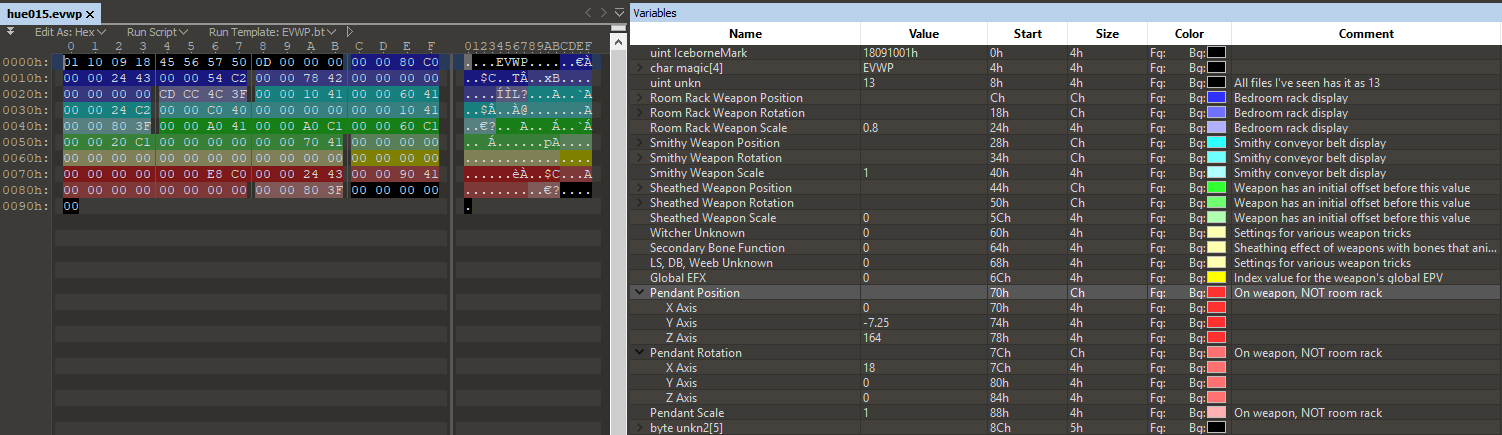 hue015.evwp ×
Edit As: Hex Run Script Run Template: EVWP.bt
0 1 2 3 4 5 6 7 8 9 A B C D E F 0123456789ABCDEF
0000h: 01 10 09 18 45 56 57 50 0D 00 00 00 00 00 80 C0 ....EVWP......€À
0010h: 00 00 24 43 00 00 54 C2 00 00 78 42 00 00 00 00 ..$C..TÂ..xB....
0020h: 00 00 00 00 CD CC 4C 3F 00 00 10 41 00 00 60 41 ....ÍÌL?...A..`A
0030h: 00 00 24 C2 00 00 C0 40 00 00 00 00 00 00 10 41 ..$Â..À@.......A
0040h: 00 00 80 3F 00 00 A0 41 00 00 A0 C1 00 00 60 C1 ..€?.. A.. Á..`Á
0050h: 00 00 20 C1 00 00 00 00 00 00 70 41 00 00 00 00 .. Á......pA....
0060h: 00 00 00 00 00 00 00 00 00 00 00 00 00 00 00 00 ................
0070h: 00 00 00 00 00 00 E8 C0 00 00 24 43 00 00 90 41 ......èÀ..$C...A
0080h: 00 00 00 00 00 00 00 00 00 00 80 3F 00 00 00 00 ..........€?....
0090h: 00 .
Variables
Name Value Start Size Color Comment
uint IceborneMark 18091001h 0h 4h Fg: Bg:
char magic[4] EVWP 4h 4h Fg: Bg:
uint unkn 13 8h 4h Fg: Bg: All files I've seen has it as 13
Room Rack Weapon Position Ch Ch Fg: Bg: Bedroom rack display
Room Rack Weapon Rotation 18h Ch Fg: Bg: Bedroom rack display
Room Rack Weapon Scale 0.8 24h 4h Fg: Bg: Bedroom rack display
Smithy Weapon Position 28h Ch Fg: Bg: Smithy conveyor belt display
Smithy Weapon Rotation 34h Ch Fg: Bg: Smithy conveyor belt display
Smithy Weapon Scale 1 40h 4h Fg: Bg: Smithy conveyor belt display
Sheathed Weapon Position 44h Ch Fg: Bg: Weapon has an initial offset before this value
Sheathed Weapon Rotation 50h Ch Fg: Bg: Weapon has an initial offset before this value
Sheathed Weapon Scale 0 5Ch 4h Fg: Bg: Weapon has an initial offset before this value
Witcher Unknown 0 60h 4h Fg: Bg: Settings for various weapon tricks
Secondary Bone Function 0 64h 4h Fg: Bg: Sheathing effect of weapons with bones that ani...
LS, DB, Weeb Unknown 0 68h 4h Fg: Bg: Settings for various weapon tricks
Global EFX 0 6Ch 4h Fg: Bg: Index value for the weapon's global EPV
Pendant Position 70h Ch Fg: Bg: On weapon, NOT room rack
X Axis 0 70h 4h Fg: Bg:
Y Axis -7.25 74h 4h Fg: Bg:
Z Axis 164 78h 4h Fg: Bg:
Pendant Rotation 7Ch Ch Fg: Bg: On weapon, NOT room rack
X Axis 18 7Ch 4h Fg: Bg:
Y Axis 0 80h 4h Fg: Bg:
Z Axis 0 84h 4h Fg: Bg:
Pendant Scale 1 88h 4h Fg: Bg: On weapon, NOT room rack
byte unkn2[5] 8Ch 5h Fg: Bg: